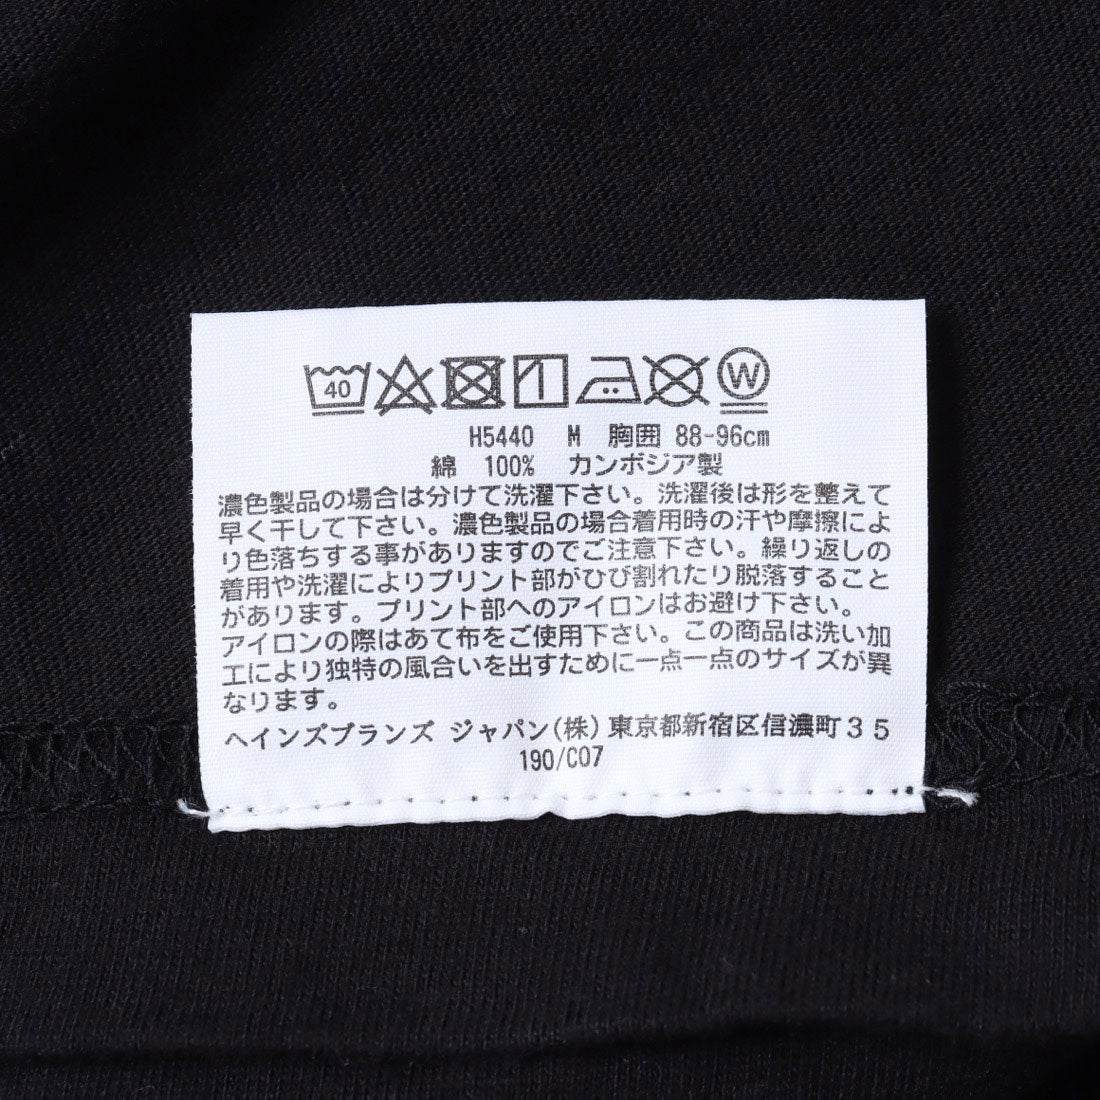 40 W
H5440 M 胸囲 88-96cm
綿 100% カンボジア製
濃色製品の場合は分けて洗濯下さい。洗濯後は形を整えて
早く干して下さい。濃色製品の場合着用時の汗や摩擦によ
り色落ちする事がありますのでご注意下さい。繰り返しの
着用や洗濯によりプリント部がひび割れたり脱落すること
があります。プリント部へのアイロンはお避け下さい。
アイロンの際はあて布をご使用下さい。この商品は洗い加
工により独特の風合いを出すために一点一点のサイズが異
なります。
ヘインズブランズ ジャパン(株) 東京都新宿区信濃町35
190/C07